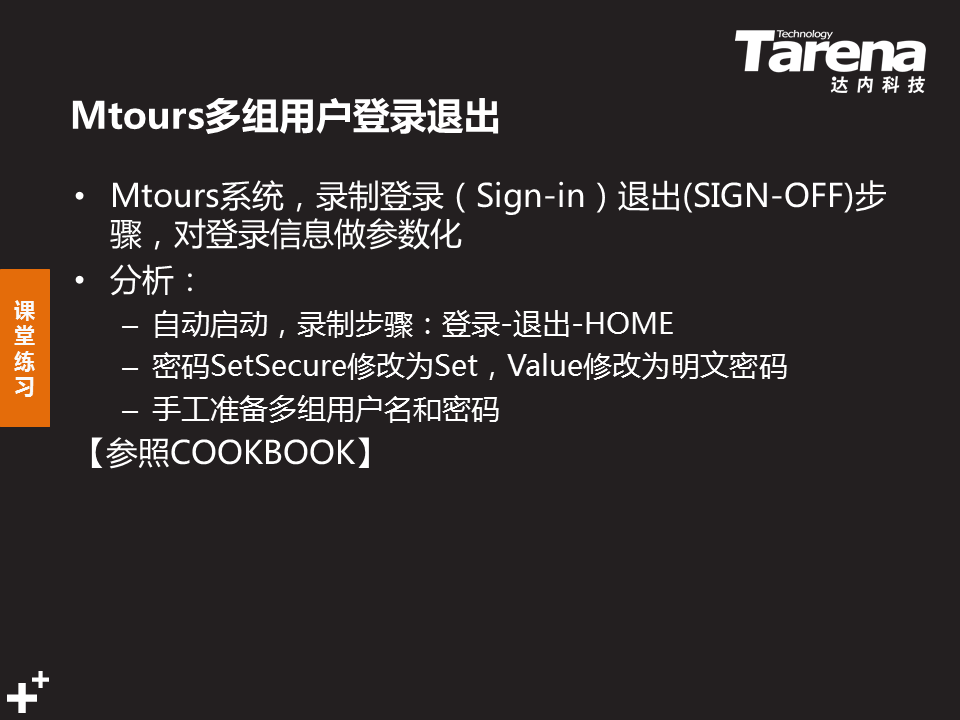 Technology
Tarena
达内科技
Mtours多组用户登录退出
• Mtours系统，录制登录（Sign-in）退出(SIGN-OFF)步
骤，对登录信息做参数化
• 分析：
– 自动启动，录制步骤：登录-退出-HOME
– 密码SetSecure修改为Set，Value修改为明文密码
– 手工准备多组用户名和密码
【参照COOKBOOK】
课
堂
练
习